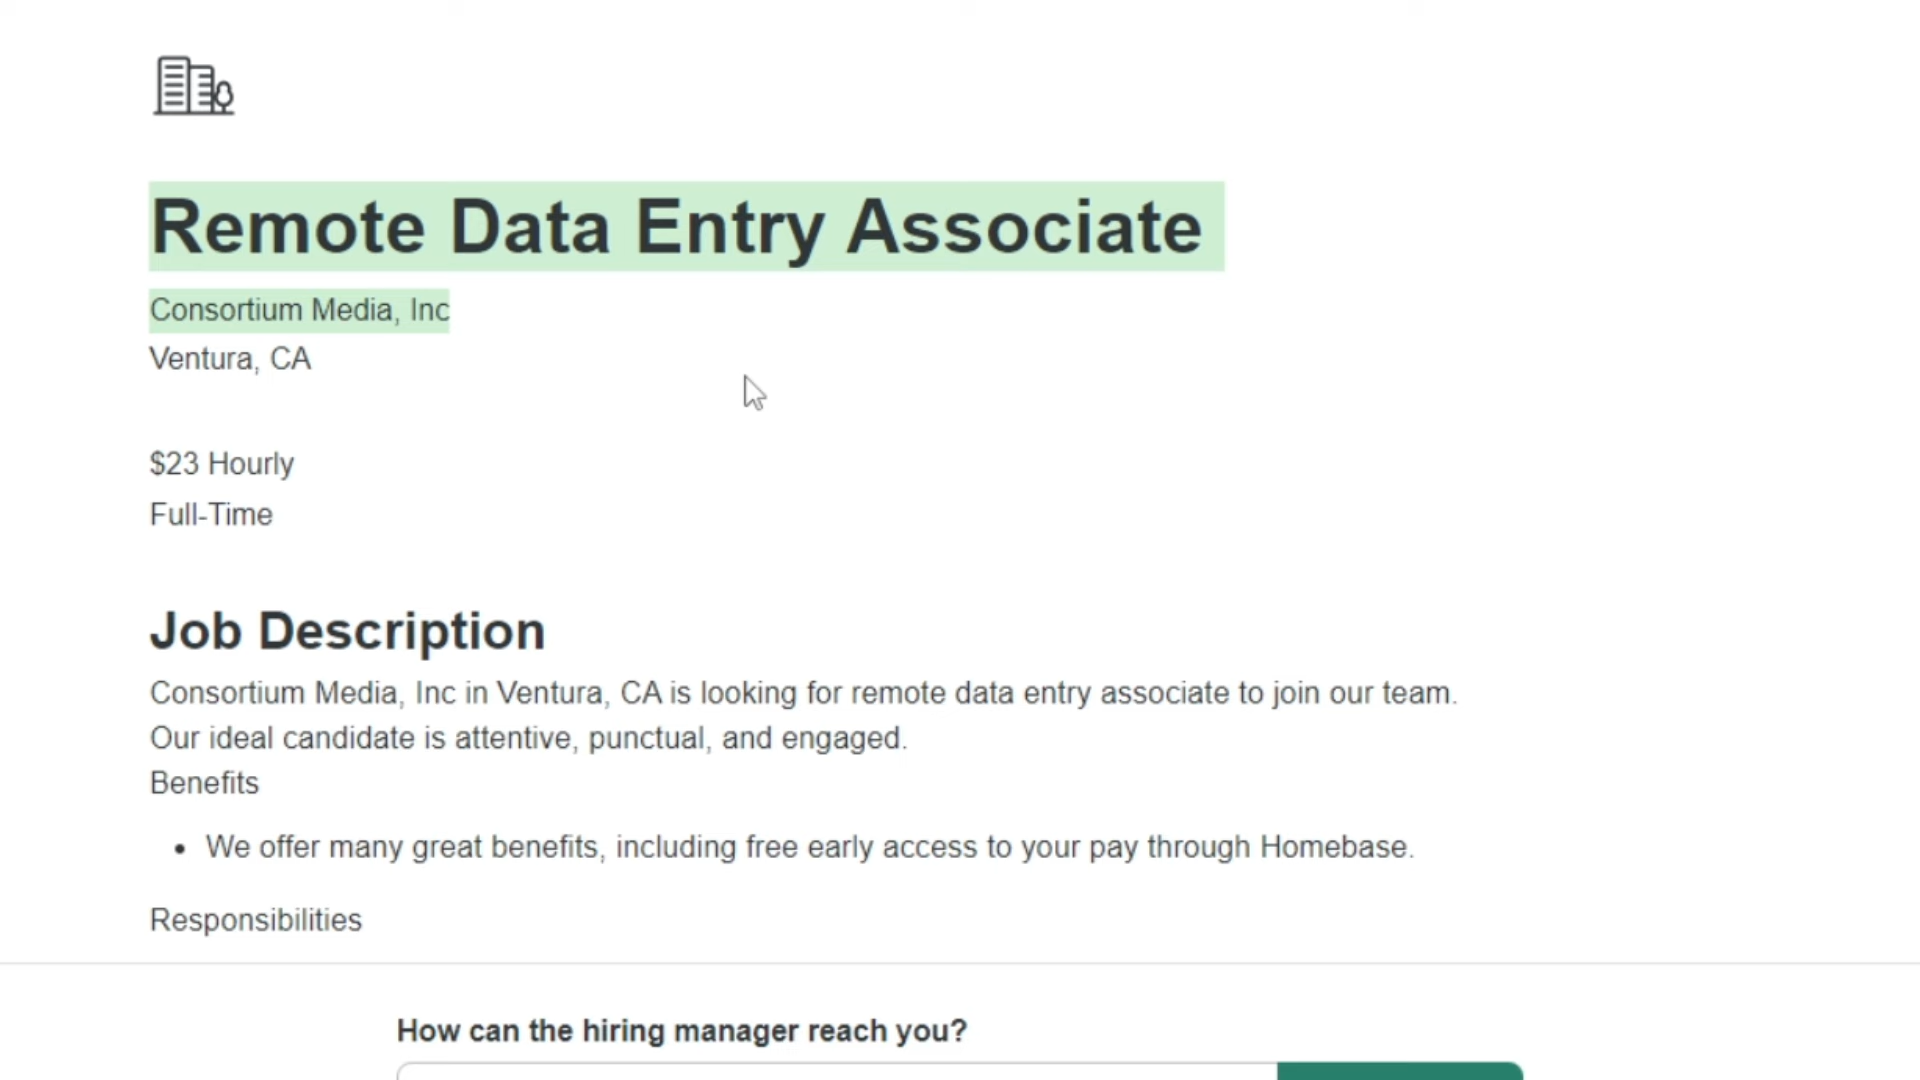 Remote Data Entry Associate
Consortium Media, Inc
Ventura, CA
$23 Hourly
Full-Time
Job Description
Consortium Media, Inc in Ventura, CA is looking for remote data entry associate to join our team.
Our ideal candidate is attentive, punctual, and engaged.
Benefits
• We offer many great benefits, including free early access to your pay through Homebase.
Responsibilities
How can the hiring manager reach you?